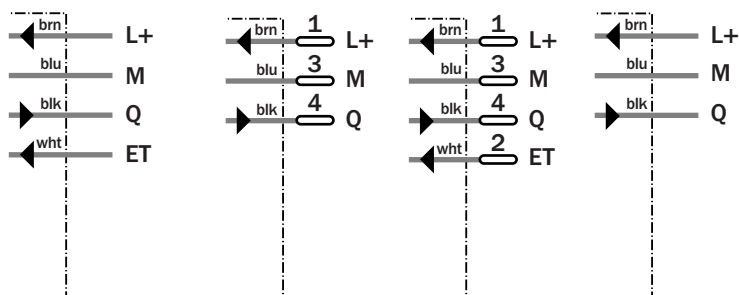 brn L+
blu M
blk Q
wht ET
brn 1 L+
blu 3 M
blk 4 Q
brn 1 L+
blu 3 M
blk 4 Q
wht 2 ET
brn L+
blu M
blk Q